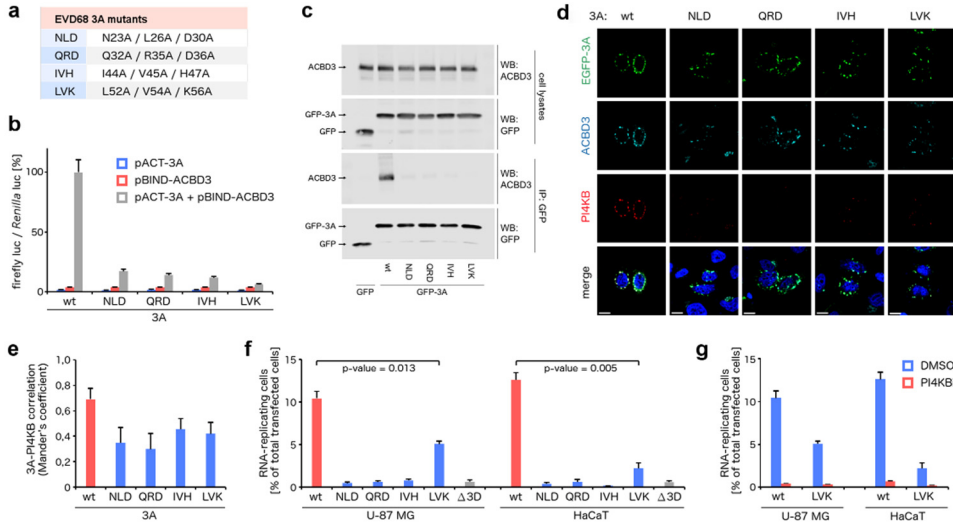 a
EVD68 3A mutants
NLD N23A / L26A / D30A
QRD Q32A / R35A / D36A
IVH I44A / V45A / H47A
LVK L52A / V54A / K56A
b
firefly luc / Renilla luc [%]
100
50
0
pACT-3A
pBIND-ACBD3
pACT-3A + pBIND-ACBD3
wt NLD QRD IVH LVK
3A
c
ACBD3
WB: ACBD3
GFP-3A
GFP
WB: GFP
cell lysates
ACBD3
WB: ACBD3
GFP-3A
GFP
WB: GFP
IP: GFP
wt NLD QRD IVH LVK
GFP GFP-3A
d
3A: wt NLD QRD IVH LVK
EGFP-3A
ACBD3
PI4KB
merge
e
3A-PI4KB correlation
(Mander's coefficient)
1,0
0,8
0,6
0,4
0,2
0
wt NLD QRD IVH LVK
3A
f
RNA-replicating cells
[% of total transfected cells]
15
10
5
0
p-value = 0.013
p-value = 0.005
wt NLD QRD IVH LVK Δ3D wt NLD QRD IVH LVK Δ3D
U-87 MG HaCaT
g
RNA-replicating cells
[% of total transfected cells]
15
10
5
0
DMSO
PI4KB
wt LVK wt LVK
U-87 MG HaCaT